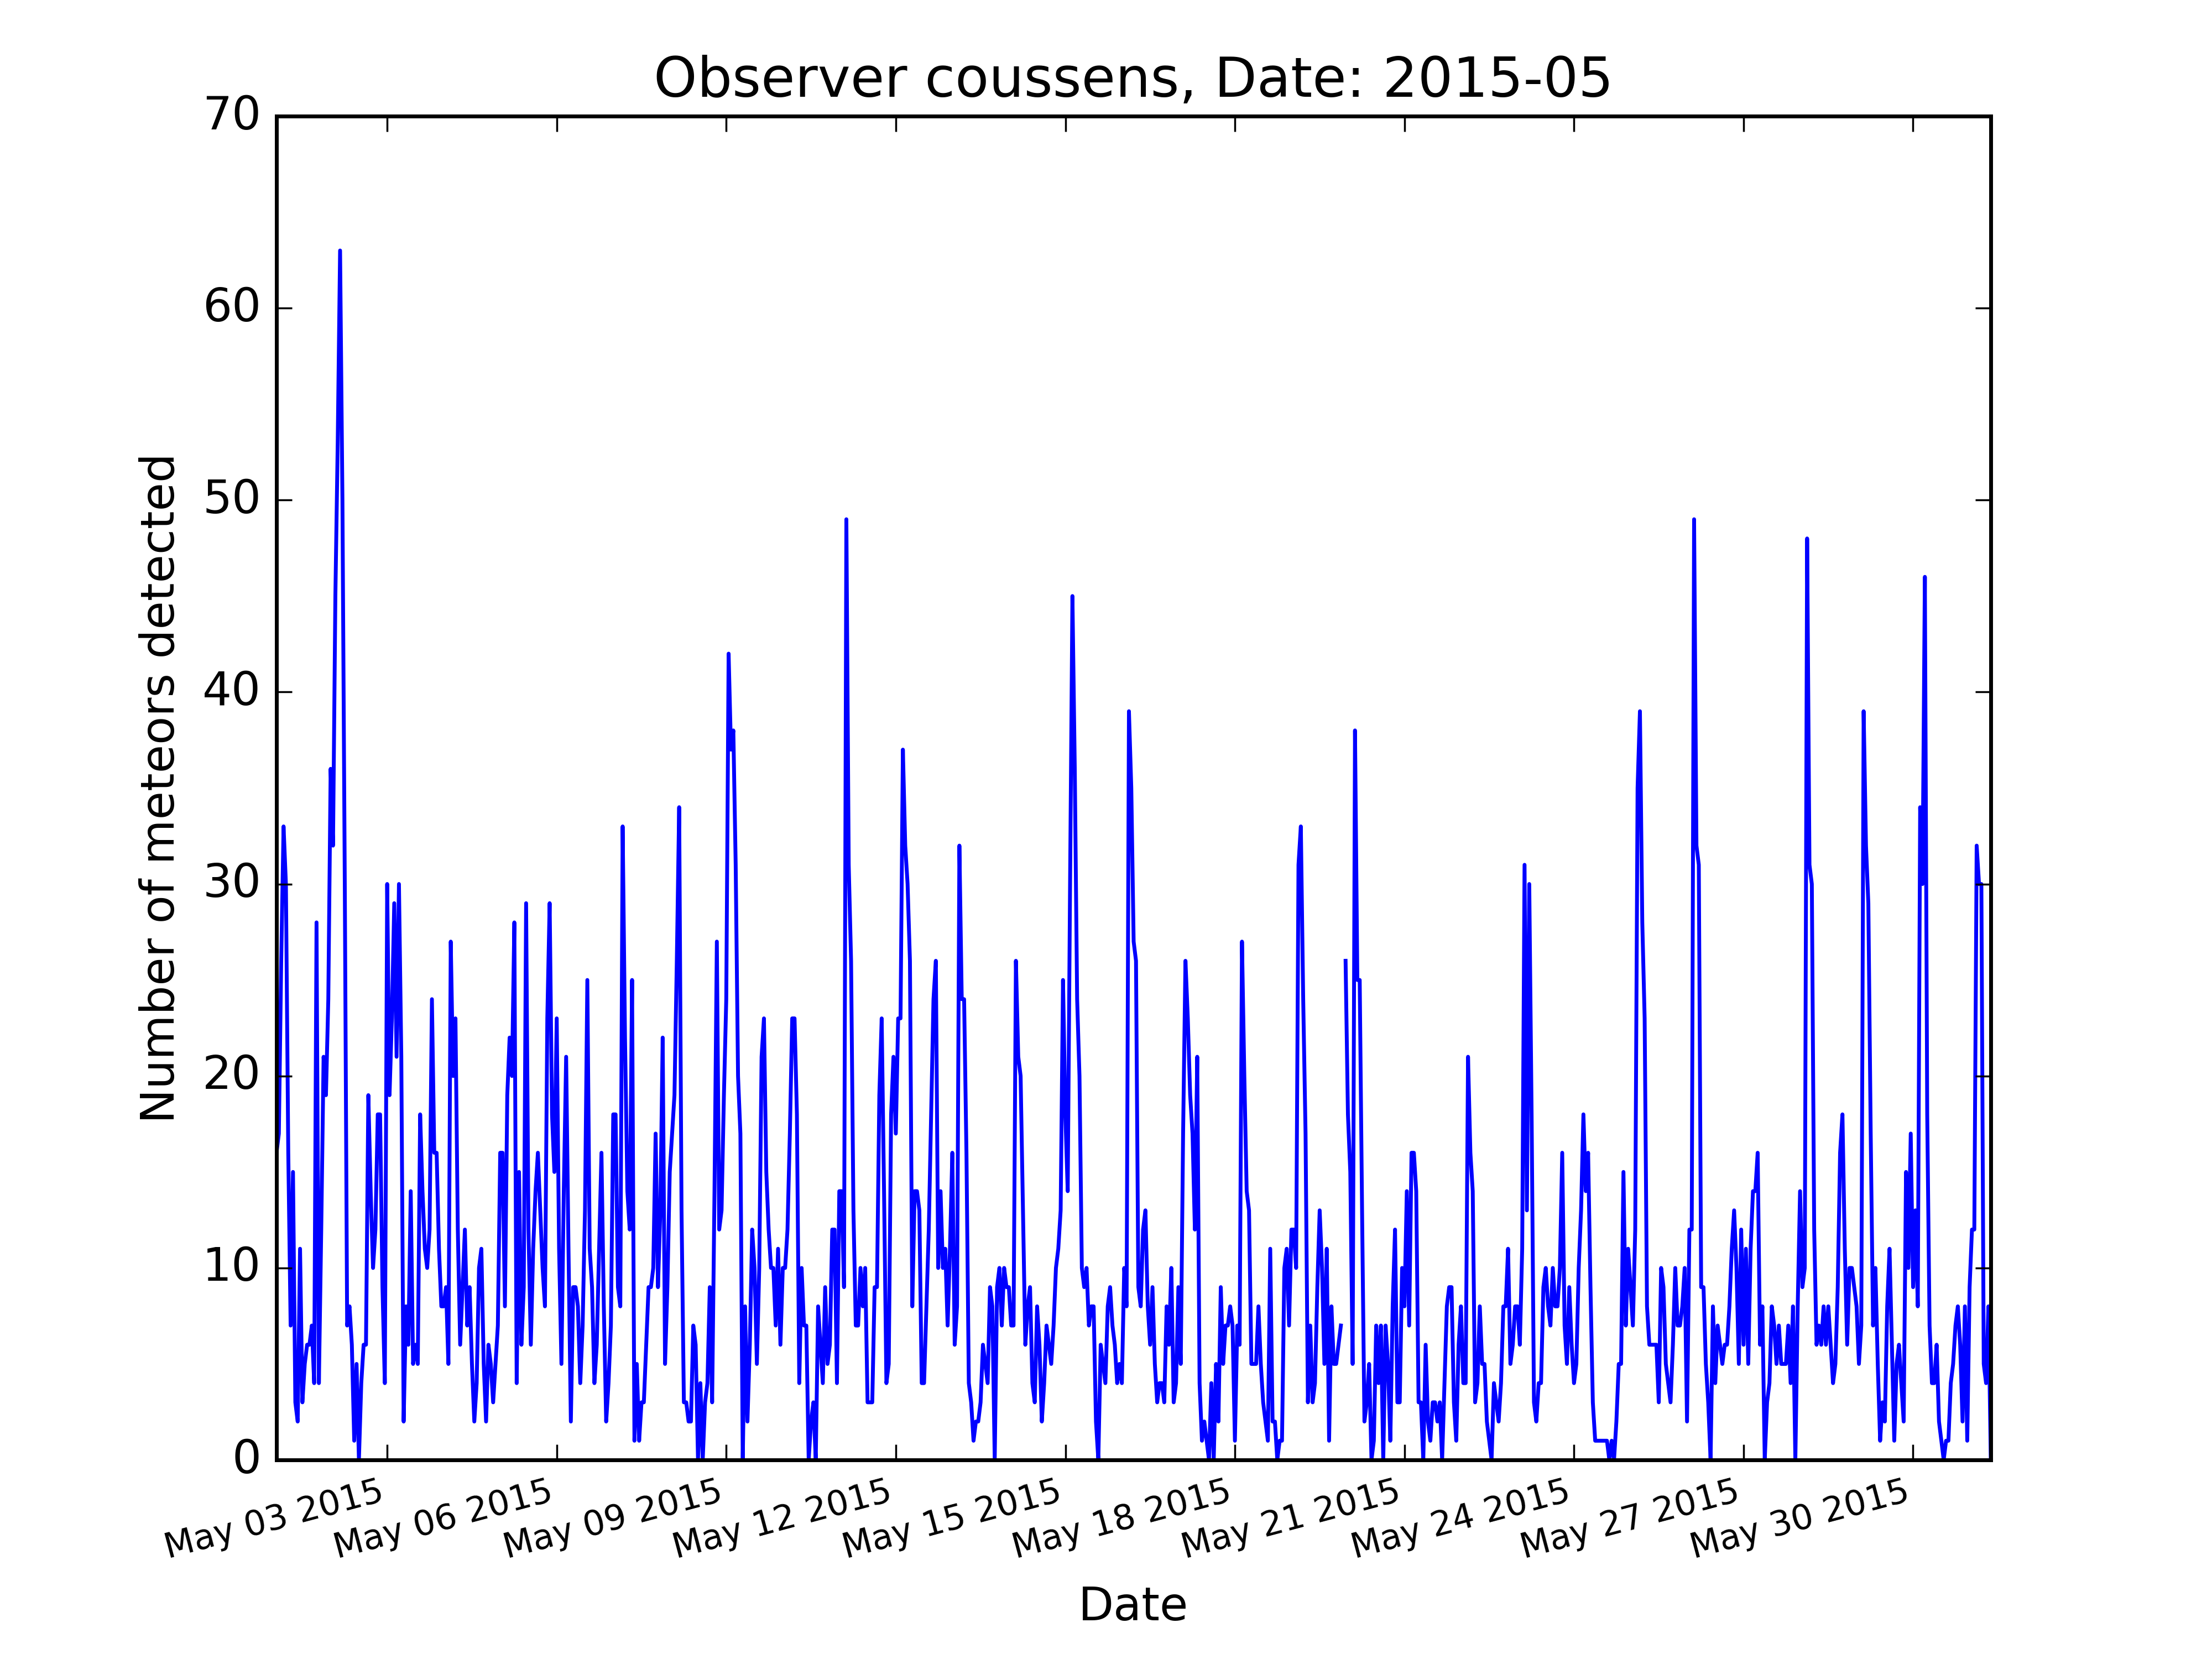 Observer coussens, Date: 2015-05
70
60
50
40
30
20
10
0
Number of meteors detected
May 03 2015
May 06 2015
May 09 2015
May 12 2015
May 15 2015
May 18 2015
May 21 2015
May 24 2015
May 27 2015
May 30 2015
Date